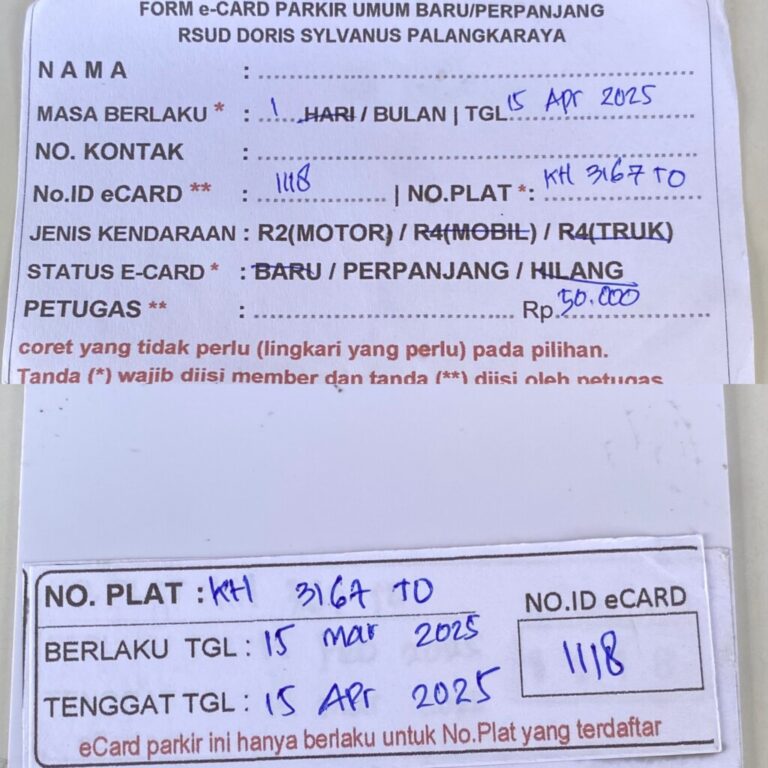 FORM e-CARD PARKIR UMUM BARU/PERPANJANG
RSUD DORIS SYLVANUS PALANGKARAYA
N A M A : ........................................
MASA BERLAKU * : ... 1 ... HARI / BULAN | TGL 15 Apr 2025
NO. KONTAK : ........................................
No.ID eCARD ** : 1118 | NO.PLAT *: KH 3167 TO
JENIS KENDARAAN : R2(MOTOR) / R4(MOBIL) / R4(TRUK)
STATUS E-CARD * : BARU / PERPANJANG / HILANG
PETUGAS ** : ........................ Rp. 50.000
coret yang tidak perlu (lingkari yang perlu) pada pilihan.
Tanda (*) wajib diisi member dan tanda (**) diisi oleh petugas
NO. PLAT : KH 3167 TO
NO.ID eCARD
BERLAKU TGL : 15 mar 2025
1118
TENGGAT TGL : 15 Apr 2025
eCard parkir ini hanya berlaku untuk No.Plat yang terdaftar